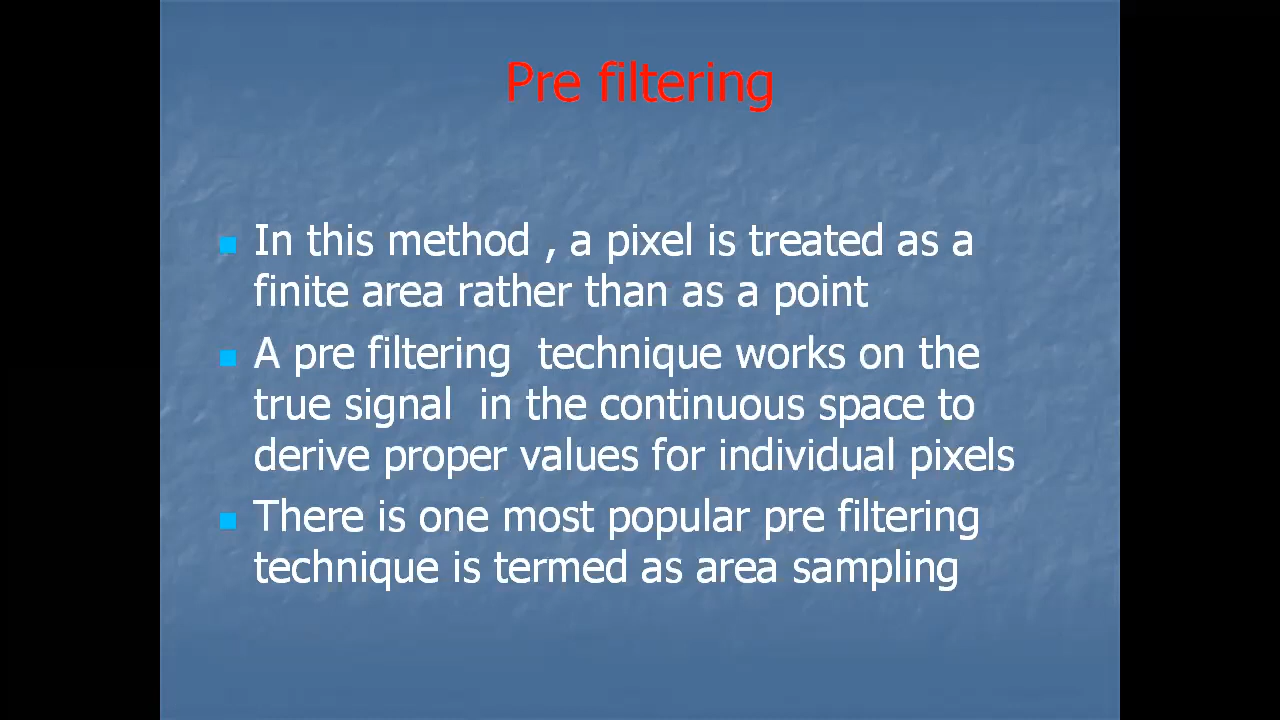 Pre filtering
In this method , a pixel is treated as a
finite area rather than as a point
A pre filtering  technique works on the
true signal  in the continuous space to
derive proper values for individual pixels
There is one most popular pre filtering
technique is termed as area sampling